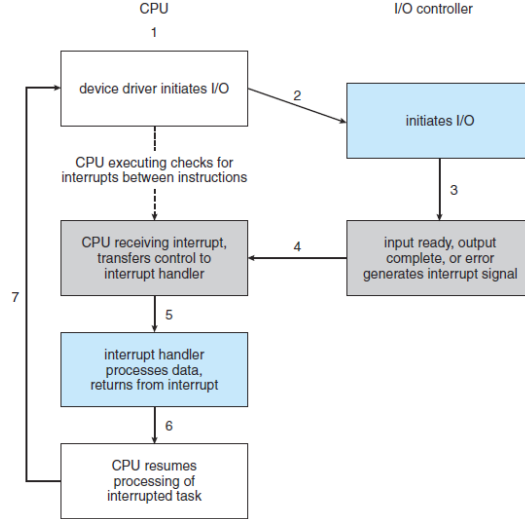 CPU
I/O controller
1
device driver initiates I/O
2
initiates I/O
CPU executing checks for
interrupts between instructions
3
CPU receiving interrupt,
transfers control to
interrupt handler
4
input ready, output
complete, or error
generates interrupt signal
7
5
interrupt handler
processes data,
returns from interrupt
6
CPU resumes
processing of
interrupted task